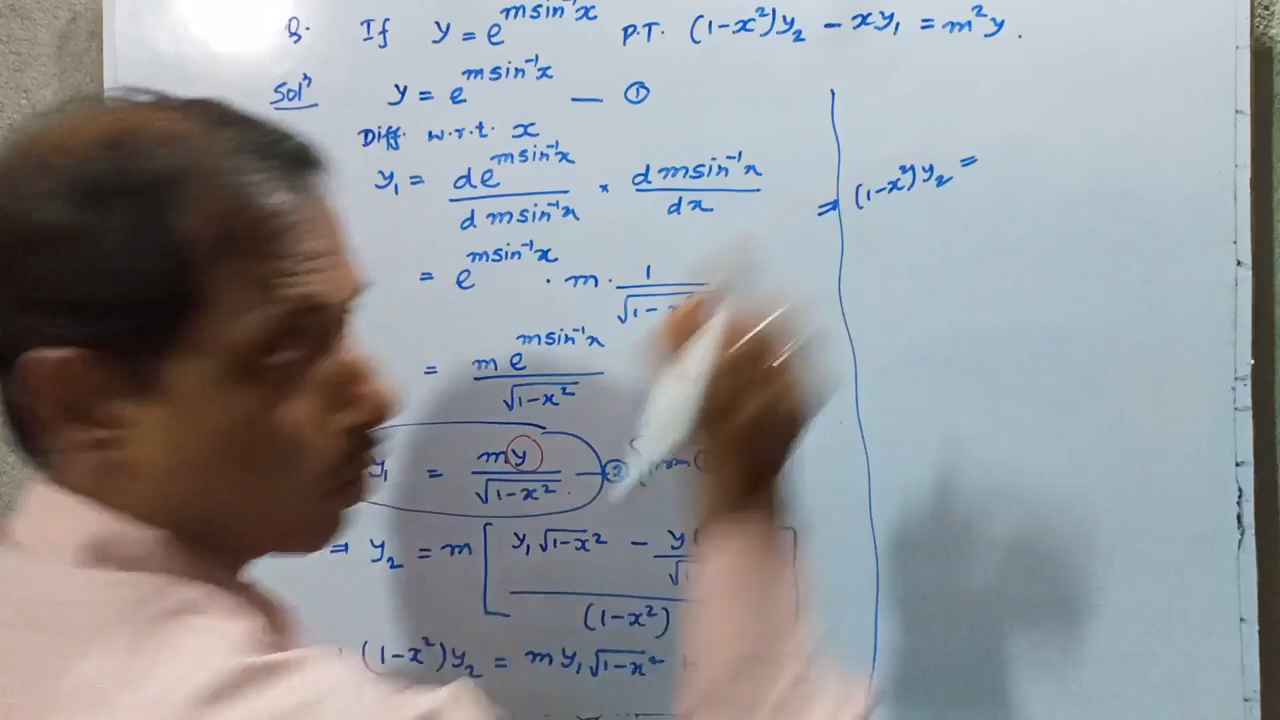 Q. If y = e^{m sin⁻¹x} P.T. (1-x²)y₂ - xy₁ = m²y.
Solⁿ y = e^{m sin⁻¹x} — ①
Diff. w.r.t. x
y₁ = de^{m sin⁻¹x} / d m sin⁻¹x × d m sin⁻¹x / dx
= e^{m sin⁻¹x} · m · 1 / √1-
= m e^{m sin⁻¹x} / √1-x²
y₁ = my / √1-x² — ②
⇒ y₂ = m [ y₁√1-x² - y / √1 / (1-x²) ]
(1-x²)y₂ = my₁√1-x² +
⇒ (1-x²)y₂ =